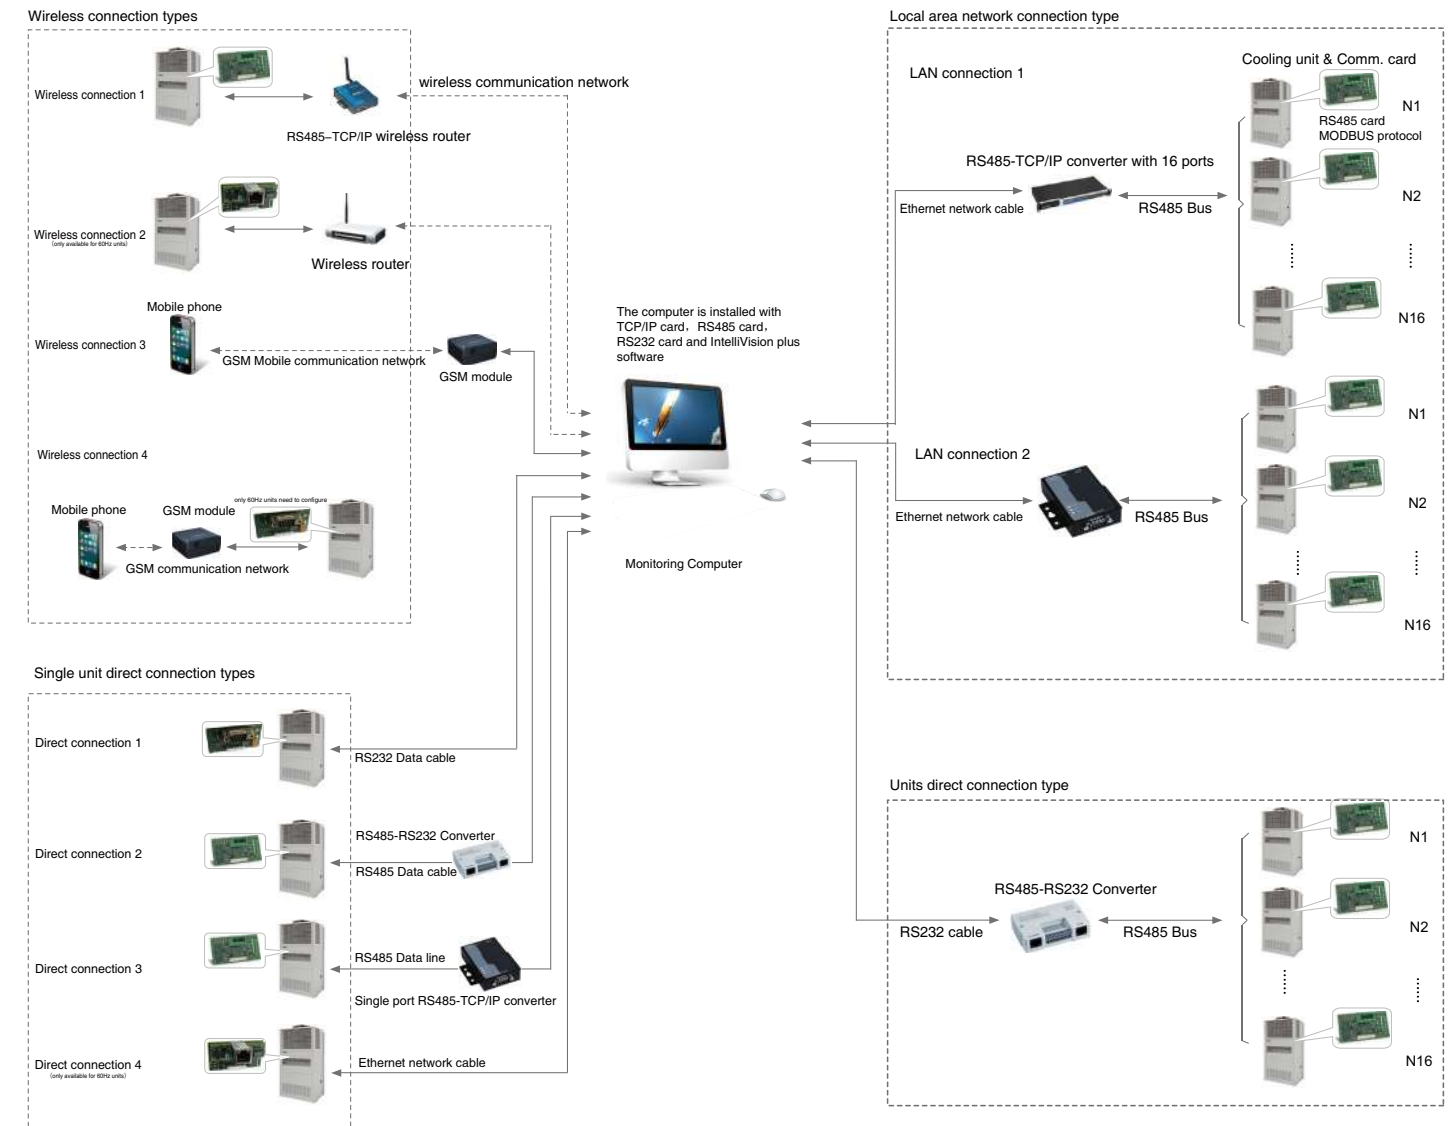 Wireless connection types
Wireless connection 1
wireless communication network
RS485–TCP/IP wireless router
Wireless connection 2
(only available for 60Hz units)
Wireless router
Mobile phone
Wireless connection 3
GSM Mobile communication network
GSM module
Wireless connection 4
only 60Hz units need to configure
Mobile phone
GSM module
GSM communication network
Single unit direct connection types
Direct connection 1
RS232 Data cable
RS485-RS232 Converter
Direct connection 2
RS485 Data cable
RS485 Data line
Direct connection 3
Single port RS485-TCP/IP converter
Direct connection 4
(only available for 60Hz units)
Ethernet network cable
The computer is installed with
TCP/IP card, RS485 card,
RS232 card and IntelliVision plus
software
Monitoring Computer
Local area network connection type
LAN connection 1
Cooling unit & Comm. card
N1
RS485 card
MODBUS protocol
RS485-TCP/IP converter with 16 ports
Ethernet network cable
RS485 Bus
N2
N16
N1
LAN connection 2
Ethernet network cable
RS485 Bus
N2
N16
Units direct connection type
N1
RS485-RS232 Converter
RS232 cable
RS485 Bus
N2
N16